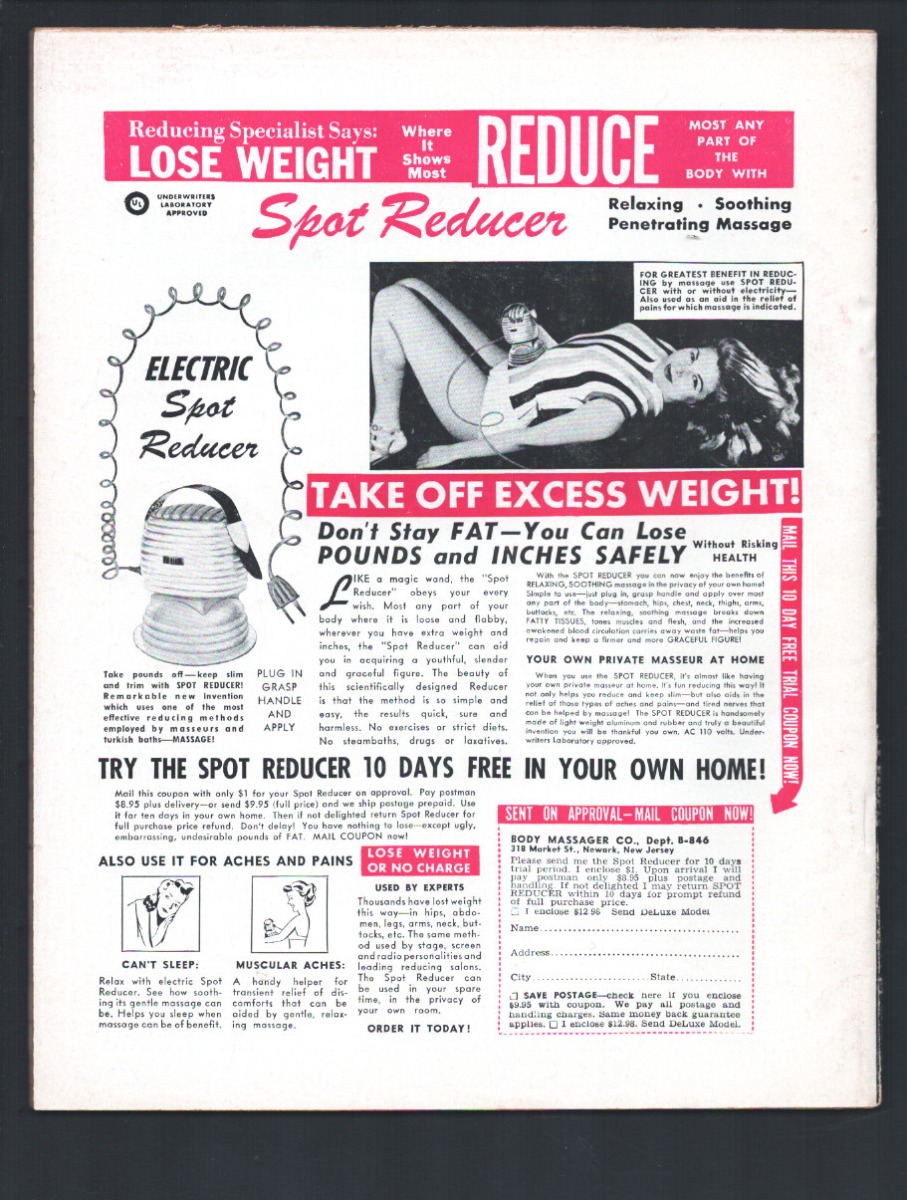 Reducing Specialist Says:
LOSE WEIGHT
Where
It
Shows
Most
REDUCE
MOST ANY
PART OF
THE
BODY WITH
UL
UNDERWRITERS
LABORATORY
APPROVED
Spot Reducer
Relaxing • Soothing
Penetrating Massage
FOR GREATEST BENEFIT IN REDUC-
ING by massage use SPOT REDU-
CER with or without electricity—
Also used as an aid in the relief of
pains for which massage is indicated.
ELECTRIC
Spot
Reducer
TAKE OFF EXCESS WEIGHT!
Don't Stay FAT—You Can Lose
POUNDS and INCHES SAFELY
Without Risking
HEALTH
MAIL THIS 10 DAY FREE TRIAL COUPON NOW!
Take pounds off—keep slim
and trim with SPOT REDUCER!
Remarkable new invention
which uses one of the most
effective reducing methods
employed by masseurs and
turkish baths—MASSAGE!
PLUG IN
GRASP
HANDLE
AND
APPLY
LIKE a magic wand, the "Spot
Reducer" obeys your every
wish. Most any part of your
body where it is loose and flabby,
wherever you have extra weight and
inches, the "Spot Reducer" can aid
you in acquiring a youthful, slender
and graceful figure. The beauty of
this scientifically designed Reducer
is that the method is so simple and
easy, the results quick, sure and
harmless. No exercises or strict diets.
No steambaths, drugs or laxatives.
With the SPOT REDUCER you can now enjoy the benefits of
RELAXING, SOOTHING massage in the privacy of your own home!
Simple to use—just plug in, grasp handle and apply over most
any part of the body—stomach, hips, chest, neck, thighs, arms,
buttocks, etc. The relaxing, soothing massage breaks down
FATTY TISSUES, tones muscles and flesh, and the increased
awakened blood circulation carries away waste fat—helps you
regain and keep a firmer and more GRACEFUL FIGURE!
YOUR OWN PRIVATE MASSEUR AT HOME
When you use the SPOT REDUCER, it's almost like having
your own private masseur at home. It's fun reducing this way! It
not only helps you reduce and keep slim—but also aids in the
relief of those types of aches and pains—and tired nerves that
can be helped by massage! The SPOT REDUCER is handsomely
made of light weight aluminum and rubber and truly a beautiful
invention you will be thankful you own. AC 110 volts. Under-
writers Laboratory approved.
TRY THE SPOT REDUCER 10 DAYS FREE IN YOUR OWN HOME!
Mail this coupon with only $1 for your Spot Reducer on approval. Pay postman
$8.95 plus delivery—or send $9.95 (full price) and we ship postage prepaid. Use
it for ten days in your own home. Then if not delighted return Spot Reducer for
full purchase price refund. Don't delay! You have nothing to lose—except ugly,
embarrassing, undesirable pounds of FAT. MAIL COUPON now!
ALSO USE IT FOR ACHES AND PAINS
CAN'T SLEEP:
Relax with electric Spot
Reducer. See how sooth-
ing its gentle massage can
be. Helps you sleep when
massage can be of benefit.
MUSCULAR ACHES:
A handy helper for
transient relief of dis-
comforts that can be
aided by gentle, relax-
ing massage.
LOSE WEIGHT
OR NO CHARGE
USED BY EXPERTS
Thousands have lost weight
this way—in hips, abdo-
men, legs, arms, neck, but-
tocks, etc. The same meth-
od used by stage, screen
and radio personalities and
leading reducing salons.
The Spot Reducer can
be used in your spare
time, in the privacy of
your own room.
ORDER IT TODAY!
SENT ON APPROVAL—MAIL COUPON NOW!
BODY MASSAGER CO., Dept. B-846
318 Market St., Newark, New Jersey
Please send me the Spot Reducer for 10 days
trial period. I enclose $1. Upon arrival I will
pay postman only $8.95 plus postage and
handling. If not delighted I may return SPOT
REDUCER within 10 days for prompt refund
of full purchase price.
☐ I enclose $12.98 Send DeLuxe Model
Name
Address
City State
☐ SAVE POSTAGE—check here if you enclose
$9.95 with coupon. We pay all postage and
handling charges. Same money back guarantee
applies. ☐ I enclose $12.98. Send DeLuxe Model.